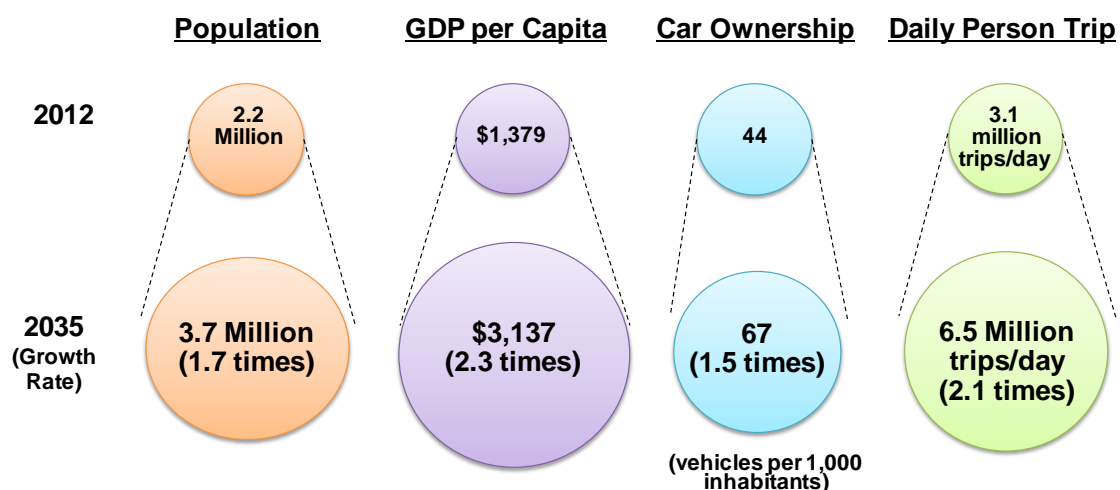 Population GDP per Capita Car Ownership Daily Person Trip
2012
2.2
Million
$1,379
44
3.1
million
trips/day
2035
(Growth
Rate)
3.7 Million
(1.7 times)
$3,137
(2.3 times)
67
(1.5 times)
6.5 Million
trips/day
(2.1 times)
(vehicles per 1,000
inhabitants)